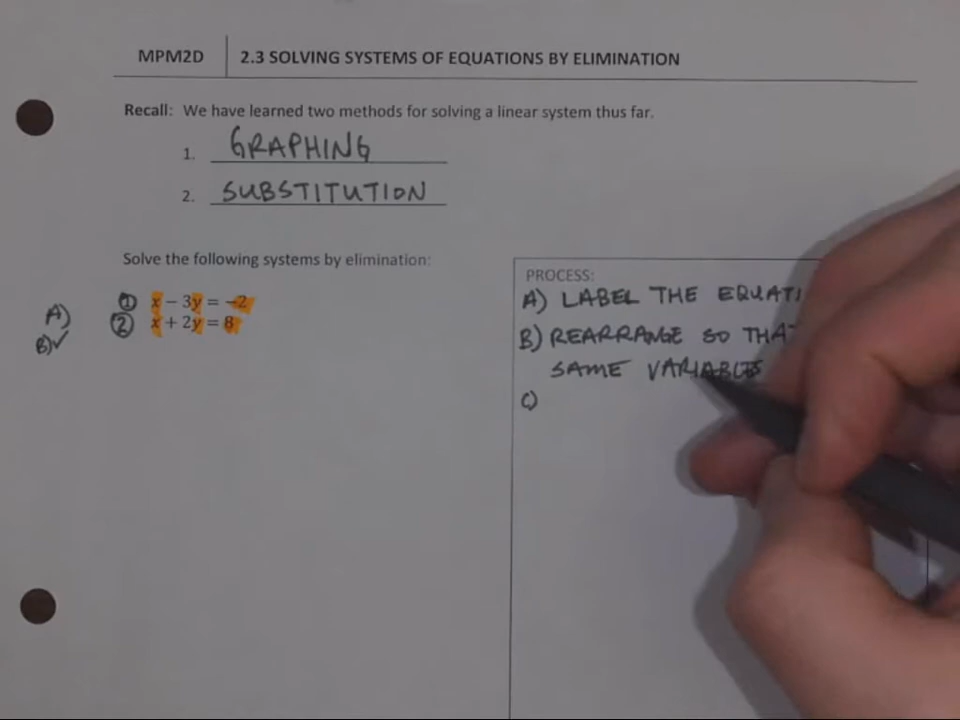 MPM2D 2.3 SOLVING SYSTEMS OF EQUATIONS BY ELIMINATION
Recall: We have learned two methods for solving a linear system thus far.
1. GRAPHING
2. SUBSTITUTION
Solve the following systems by elimination:
PROCESS:
A) ① x − 3y = −2
B)✓ ② x + 2y = 8
A) LABEL THE
B) REARRANGE SO
SAME VARIABLES
C)